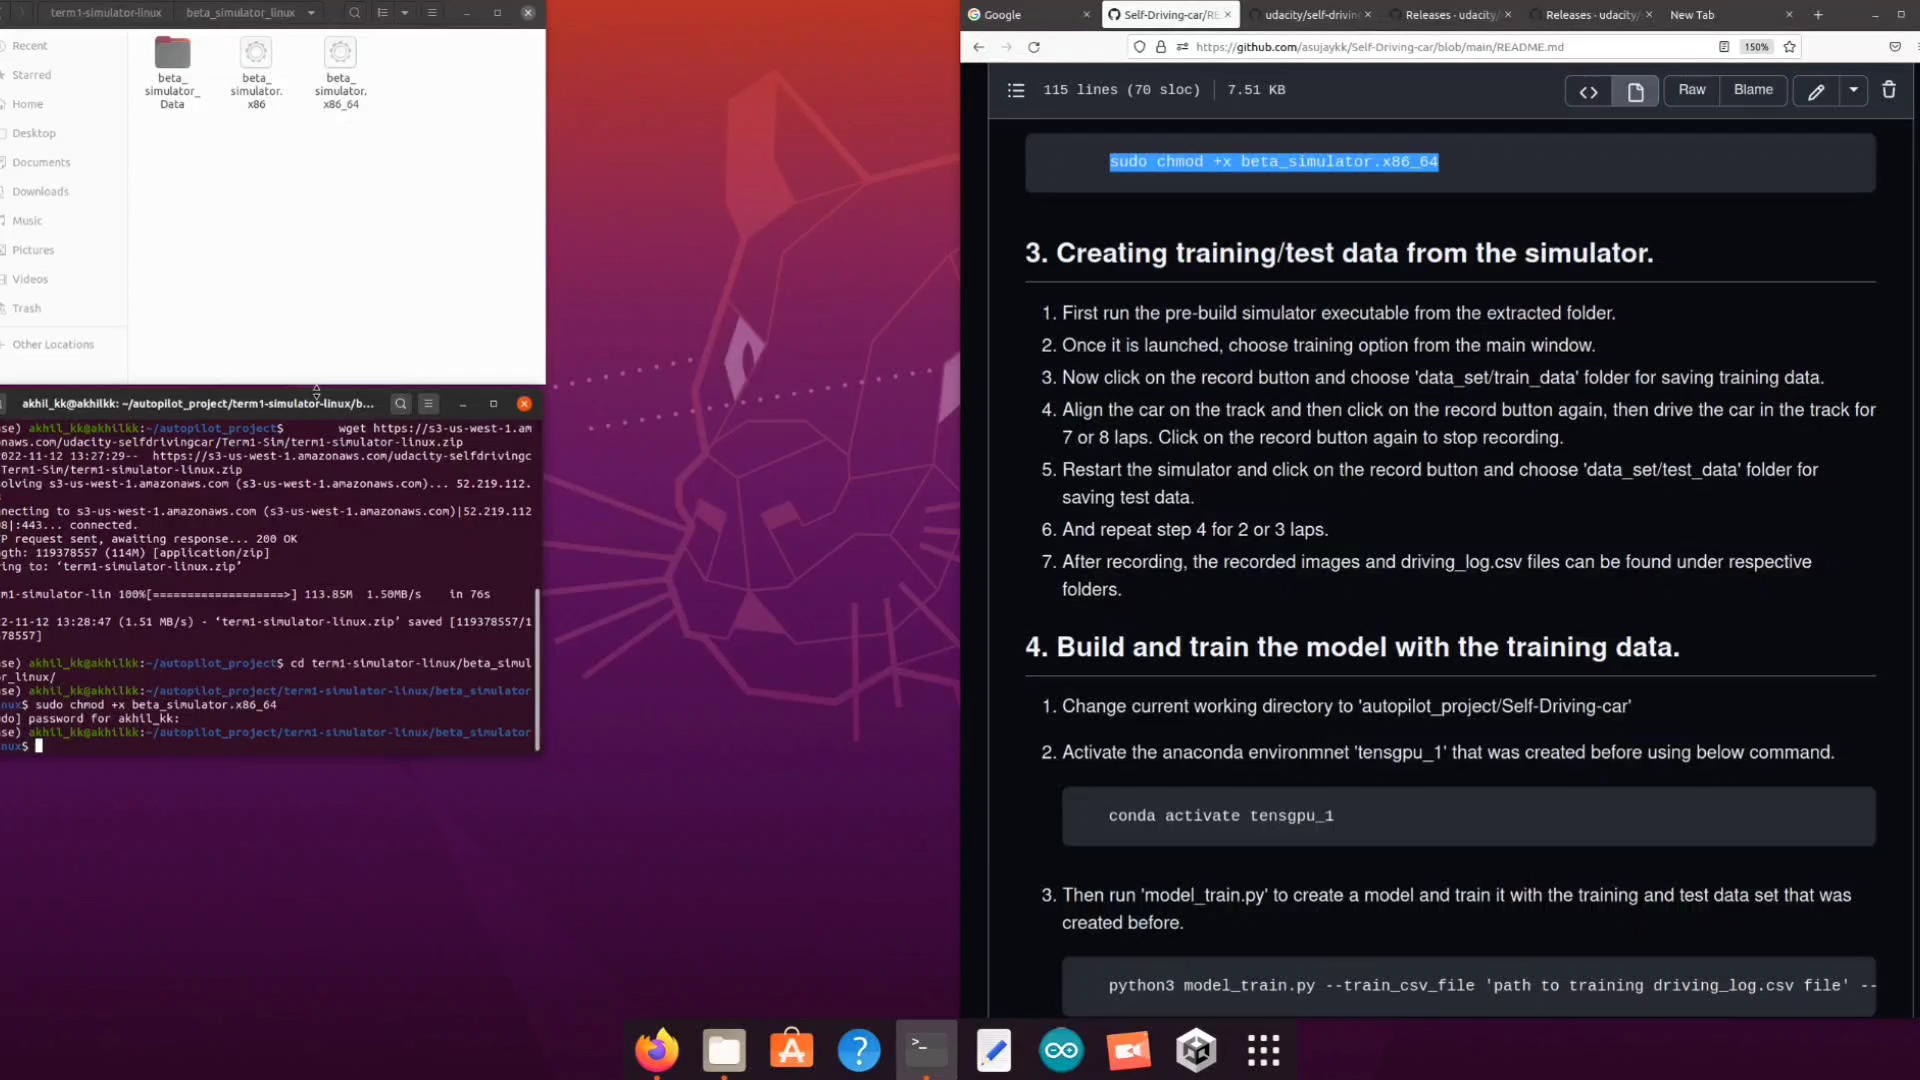 term1-simulator-linux
beta_simulator_linux
Recent
Starred
Home
Desktop
Documents
Downloads
Music
Pictures
Videos
Trash
Other Locations
beta_
simulator_
Data
beta_
simulator.
x86
beta_
simulator.
x86_64
akhil_kk@akhilkk: ~/autopilot_project/term1-simulator-linux/b...
se) akhil_kk@akhilkk:~/autopilot_project$ wget https://s3-us-west-1.am
onaws.com/udacity-selfdrivingcar/Term1-Sim/term1-simulator-linux.zip
022-11-12 13:27:29-- https://s3-us-west-1.amazonaws.com/udacity-selfdrivingc
Term1-Sim/term1-simulator-linux.zip
solving s3-us-west-1.amazonaws.com (s3-us-west-1.amazonaws.com)... 52.219.112.
nnecting to s3-us-west-1.amazonaws.com (s3-us-west-1.amazonaws.com)|52.219.112
8|:443... connected.
P request sent, awaiting response... 200 OK
ngth: 119378557 (114M) [application/zip]
ing to: ‘term1-simulator-linux.zip’
m1-simulator-lin 100%[===================>] 113.85M 1.50MB/s in 76s
22-11-12 13:28:47 (1.51 MB/s) - ‘term1-simulator-linux.zip’ saved [119378557/1
78557]
se) akhil_kk@akhilkk:~/autopilot_project$ cd term1-simulator-linux/beta_simul
r_linux/
se) akhil_kk@akhilkk:~/autopilot_project/term1-simulator-linux/beta_simulator
nux$ sudo chmod +x beta_simulator.x86_64
udo] password for akhil_kk:
se) akhil_kk@akhilkk:~/autopilot_project/term1-simulator-linux/beta_simulator
nux$
Google
Self-Driving-car/RE
udacity/self-drivin
Releases · udacity/
Releases · udacity/
New Tab
https://github.com/asujaykk/Self-Driving-car/blob/main/README.md
150%
115 lines (70 sloc) 7.51 KB
Raw
Blame
sudo chmod +x beta_simulator.x86_64
3. Creating training/test data from the simulator.
1. First run the pre-build simulator executable from the extracted folder.
2. Once it is launched, choose training option from the main window.
3. Now click on the record button and choose 'data_set/train_data' folder for saving training data.
4. Align the car on the track and then click on the record button again, then drive the car in the track for
7 or 8 laps. Click on the record button again to stop recording.
5. Restart the simulator and click on the record button and choose 'data_set/test_data' folder for
saving test data.
6. And repeat step 4 for 2 or 3 laps.
7. After recording, the recorded images and driving_log.csv files can be found under respective
folders.
4. Build and train the model with the training data.
1. Change current working directory to 'autopilot_project/Self-Driving-car'
2. Activate the anaconda environmnet 'tensgpu_1' that was created before using below command.
conda activate tensgpu_1
3. Then run 'model_train.py' to create a model and train it with the training and test data set that was
created before.
python3 model_train.py --train_csv_file 'path to training driving_log.csv file' --